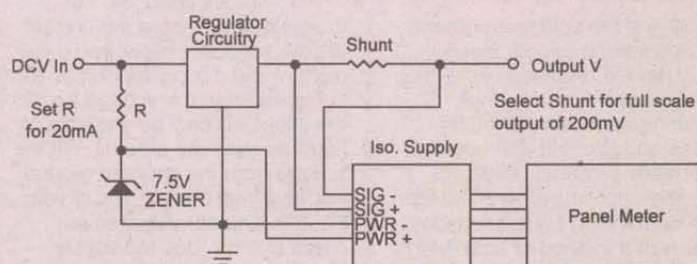 Regulator
Circuitry
Shunt
DCV In
Output V
Set R
for 20mA
R
Select Shunt for full scale
output of 200mV
Iso. Supply
7.5V
ZENER
SIG -
SIG +
PWR -
PWR +
Panel Meter